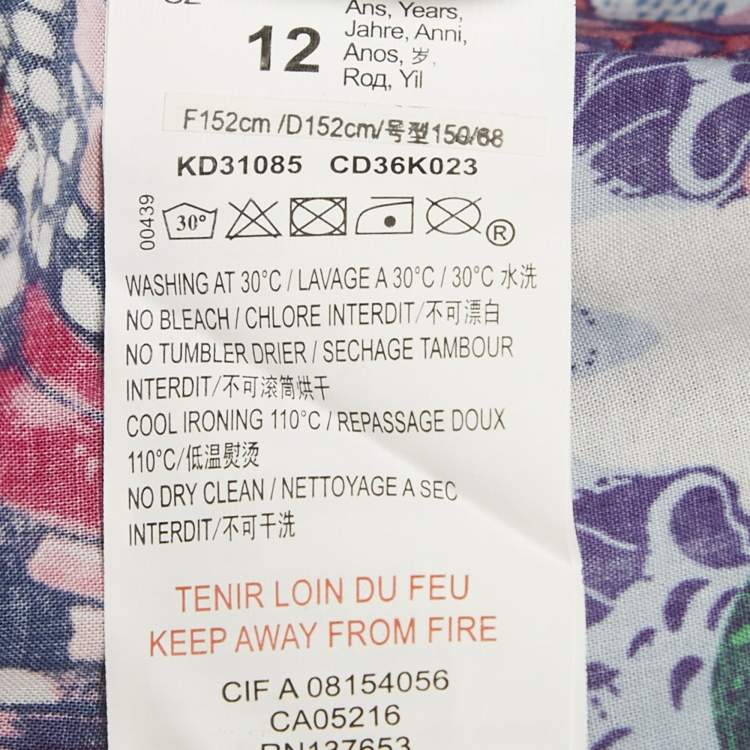 12
Ans, Years,
Jahre, Anni,
Anos, 岁,
Roд, Yil
F152cm /D152cm/号型150/68
KD31085 CD36K023
00439
30°
®
WASHING AT 30°C / LAVAGE A 30°C / 30°C 水洗
NO BLEACH / CHLORE INTERDIT/不可漂白
NO TUMBLER DRIER / SECHAGE TAMBOUR
INTERDIT/不可滚筒烘干
COOL IRONING 110°C / REPASSAGE DOUX
110°C/低温熨烫
NO DRY CLEAN / NETTOYAGE A SEC
INTERDIT/不可干洗
TENIR LOIN DU FEU
KEEP AWAY FROM FIRE
CIF A 08154056
CA05216
RN137653